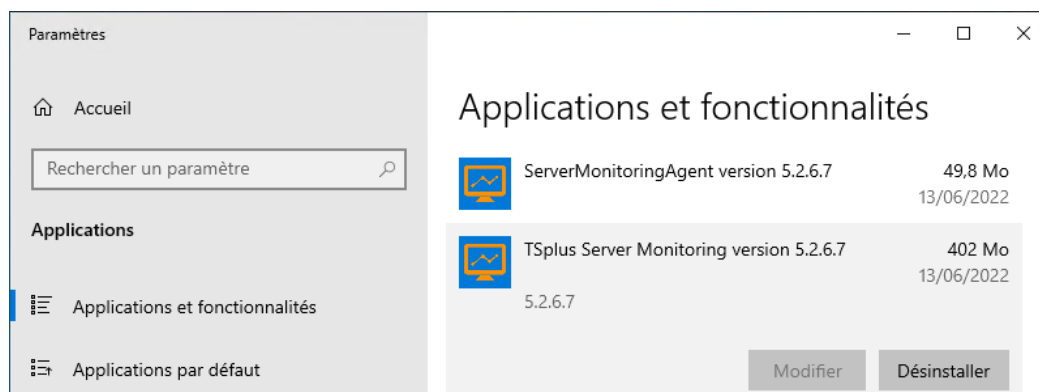 Paramètres
Accueil
Rechercher un paramètre
Applications
Applications et fonctionnalités
Applications par défaut
Applications et fonctionnalités
ServerMonitoringAgent version 5.2.6.7
49,8 Mo
13/06/2022
TSplus Server Monitoring version 5.2.6.7
402 Mo
13/06/2022
5.2.6.7
Modifier
Désinstaller